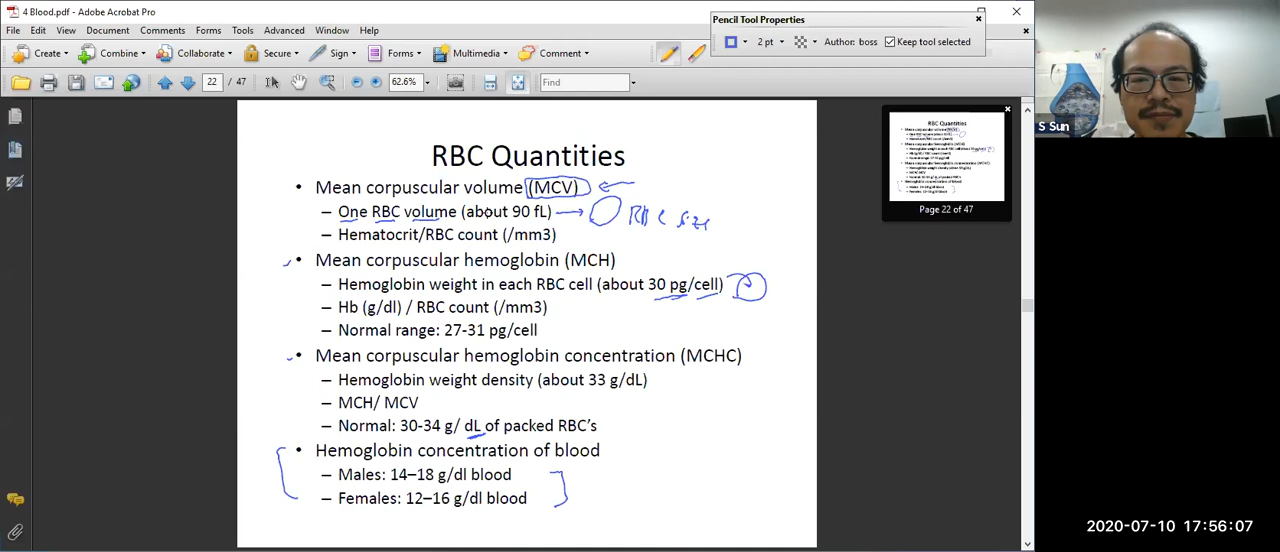 4 Blood.pdf - Adobe Acrobat Pro
File Edit View Document Comments Forms Tools Advanced Window Help
Create Combine Collaborate Secure Sign Forms Multimedia Comment
22 / 47 62.6% Find
Pencil Tool Properties
2 pt Author: boss Keep tool selected
RBC Quantities
• Mean corpuscular volume (MCV)
– One RBC volume (about 90 fL) RBC size
– Hematocrit/RBC count (/mm3)
• Mean corpuscular hemoglobin (MCH)
– Hemoglobin weight in each RBC cell (about 30 pg/cell)
– Hb (g/dl) / RBC count (/mm3)
– Normal range: 27-31 pg/cell
• Mean corpuscular hemoglobin concentration (MCHC)
– Hemoglobin weight density (about 33 g/dL)
– MCH/ MCV
– Normal: 30-34 g/ dL of packed RBC's
• Hemoglobin concentration of blood
– Males: 14–18 g/dl blood
– Females: 12–16 g/dl blood
RBC Quantities
Page 22 of 47
S Sun
2020-07-10 17:56:07